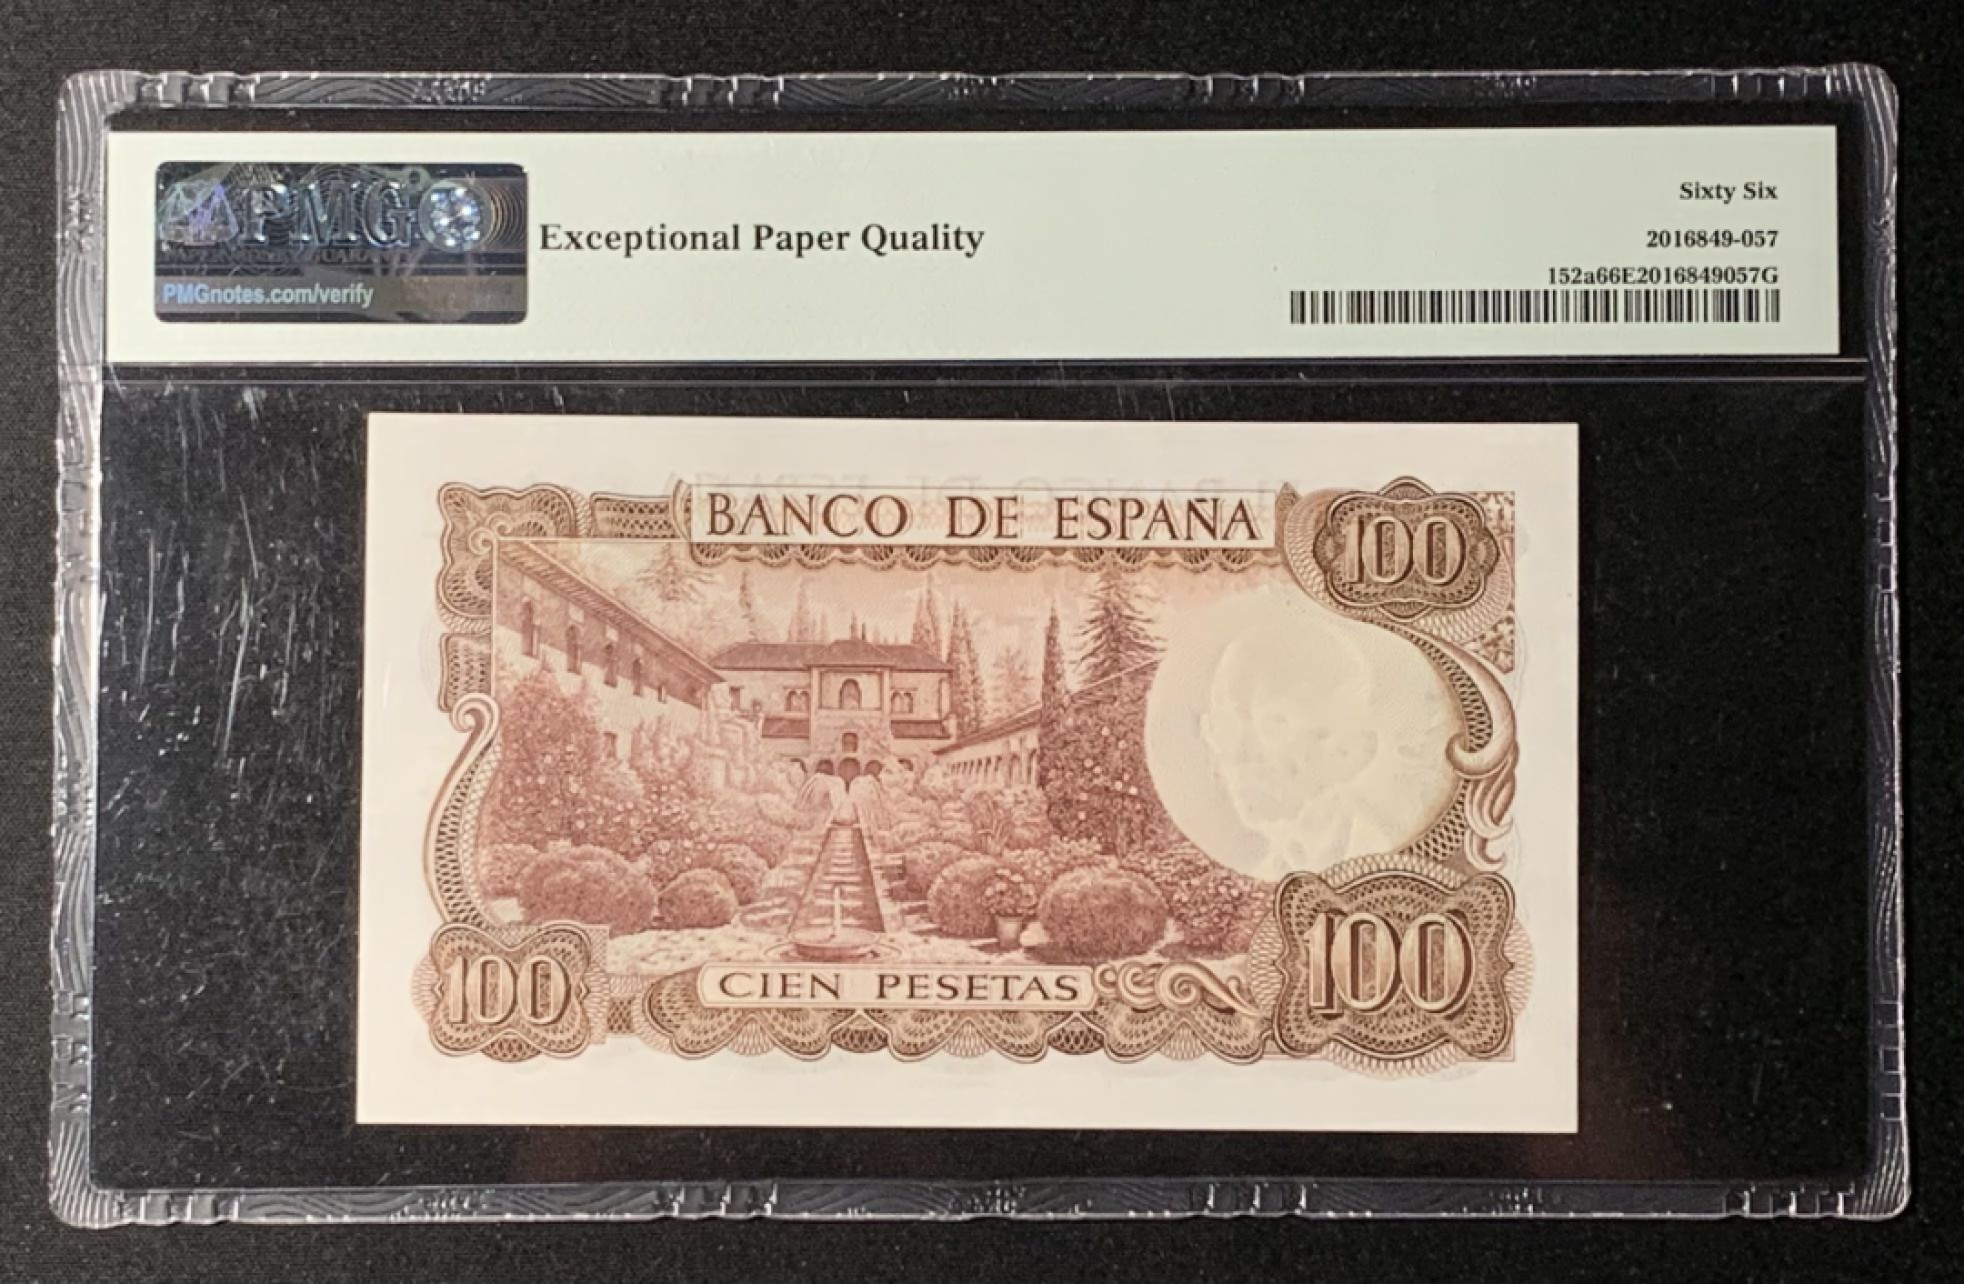 PMG
PMGnotes.com/verify
Exceptional Paper Quality
Sixty Six
2016849-057
152a66E2016849057G
BANCO DE ESPAÑA
100
100
CIEN PESETAS
100